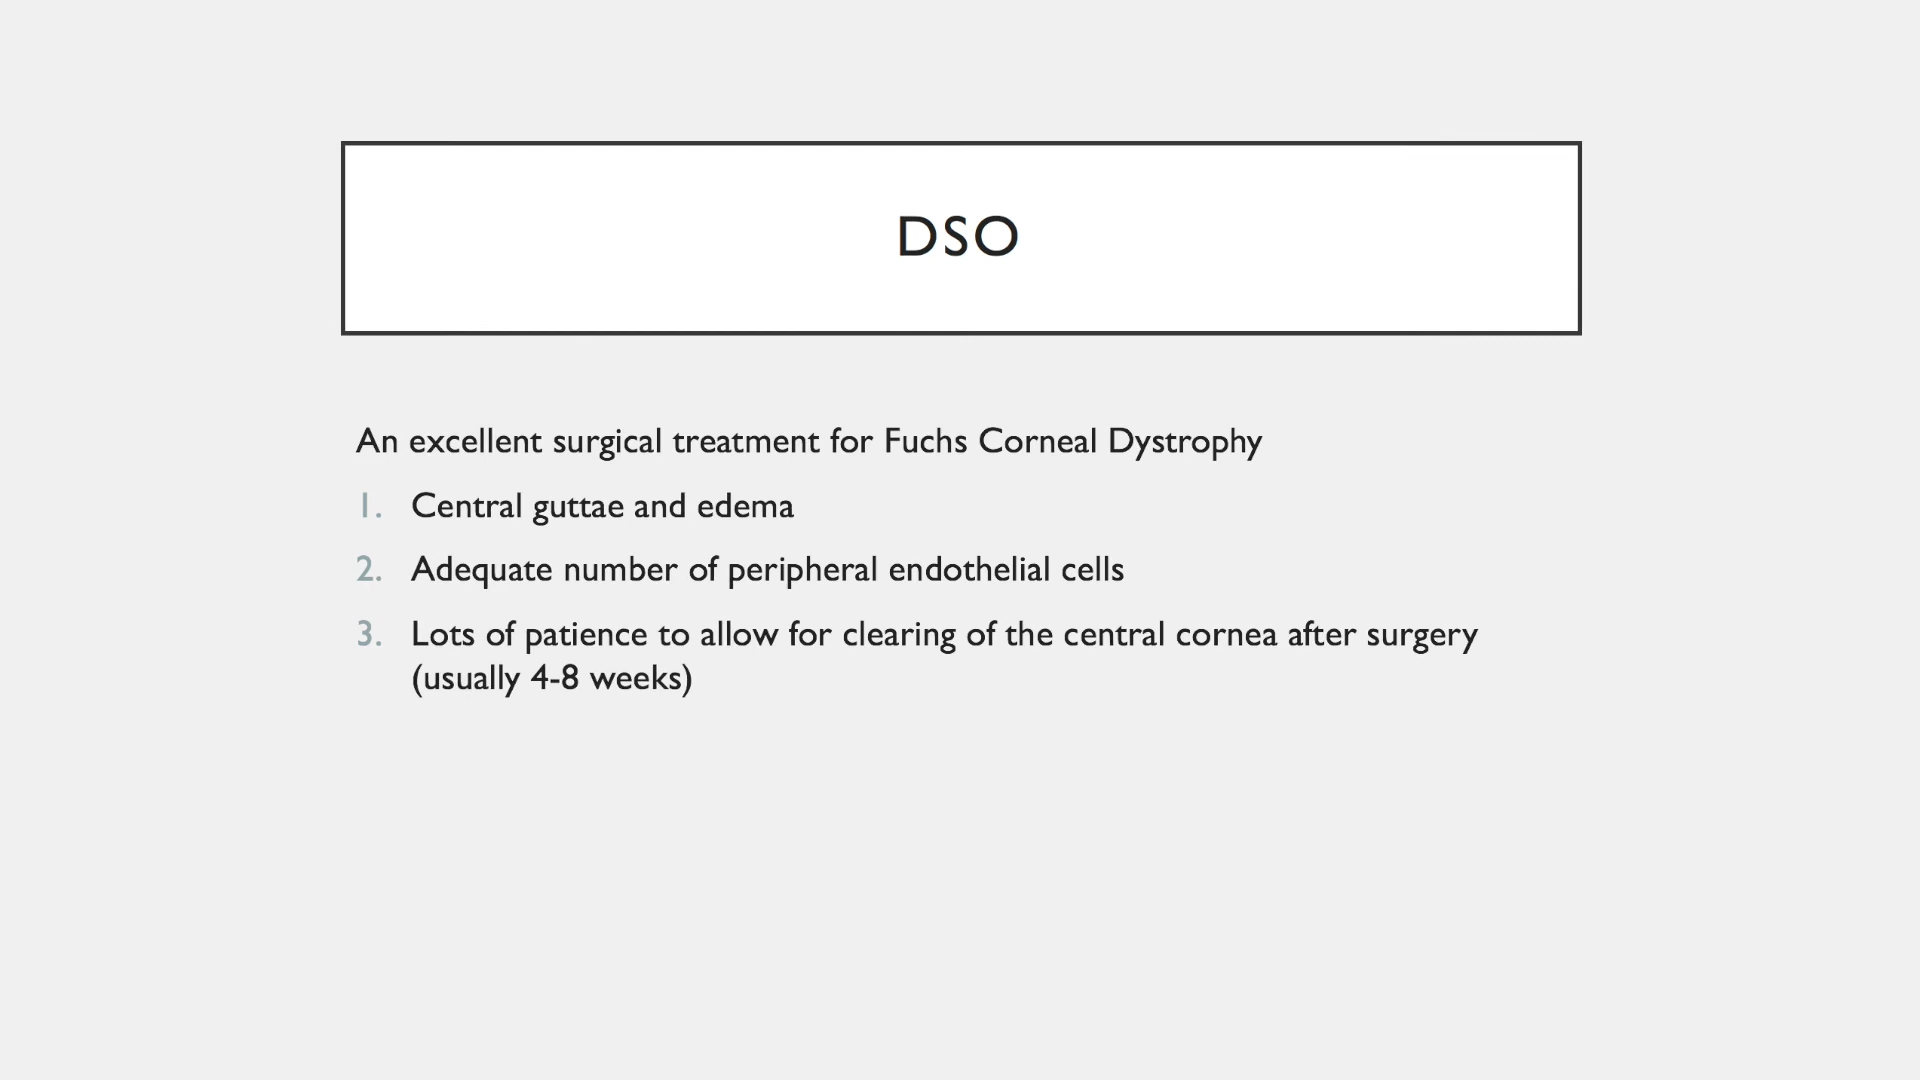 DSO
An excellent surgical treatment for Fuchs Corneal Dystrophy
1. Central guttae and edema
2. Adequate number of peripheral endothelial cells
3. Lots of patience to allow for clearing of the central cornea after surgery
(usually 4-8 weeks)